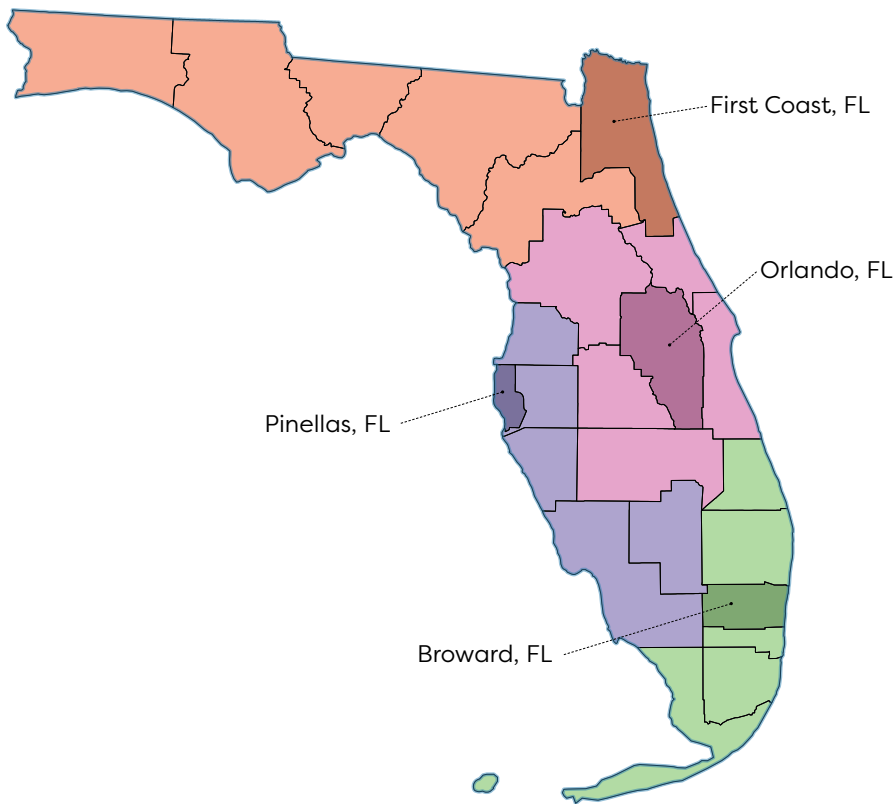 First Coast, FL
Orlando, FL
Pinellas, FL
Broward, FL